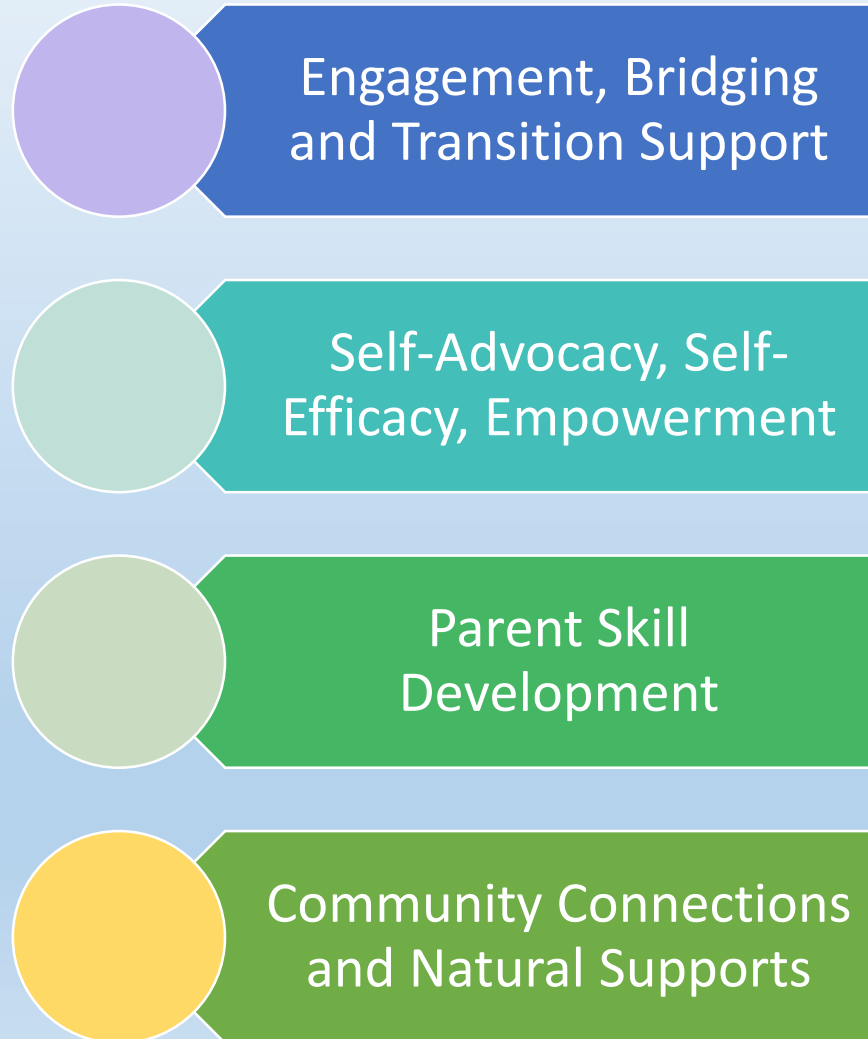 Engagement, Bridging
and Transition Support
Self-Advocacy, Self-
Efficacy, Empowerment
Parent Skill
Development
Community Connections
and Natural Supports